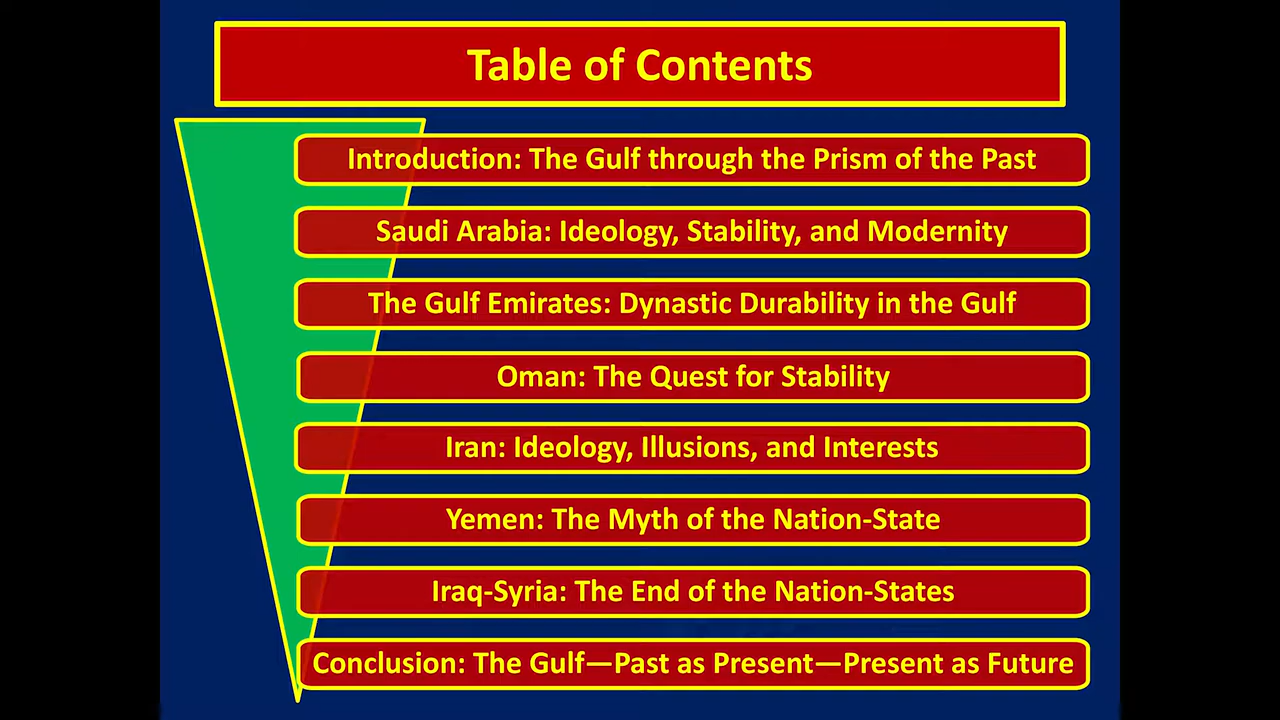 Table of Contents
Introduction: The Gulf through the Prism of the Past
Saudi Arabia: Ideology, Stability, and Modernity
The Gulf Emirates: Dynastic Durability in the Gulf
Oman: The Quest for Stability
Iran: Ideology, Illusions, and Interests
Yemen: The Myth of the Nation-State
Iraq-Syria: The End of the Nation-States
Conclusion: The Gulf—Past as Present—Present as Future